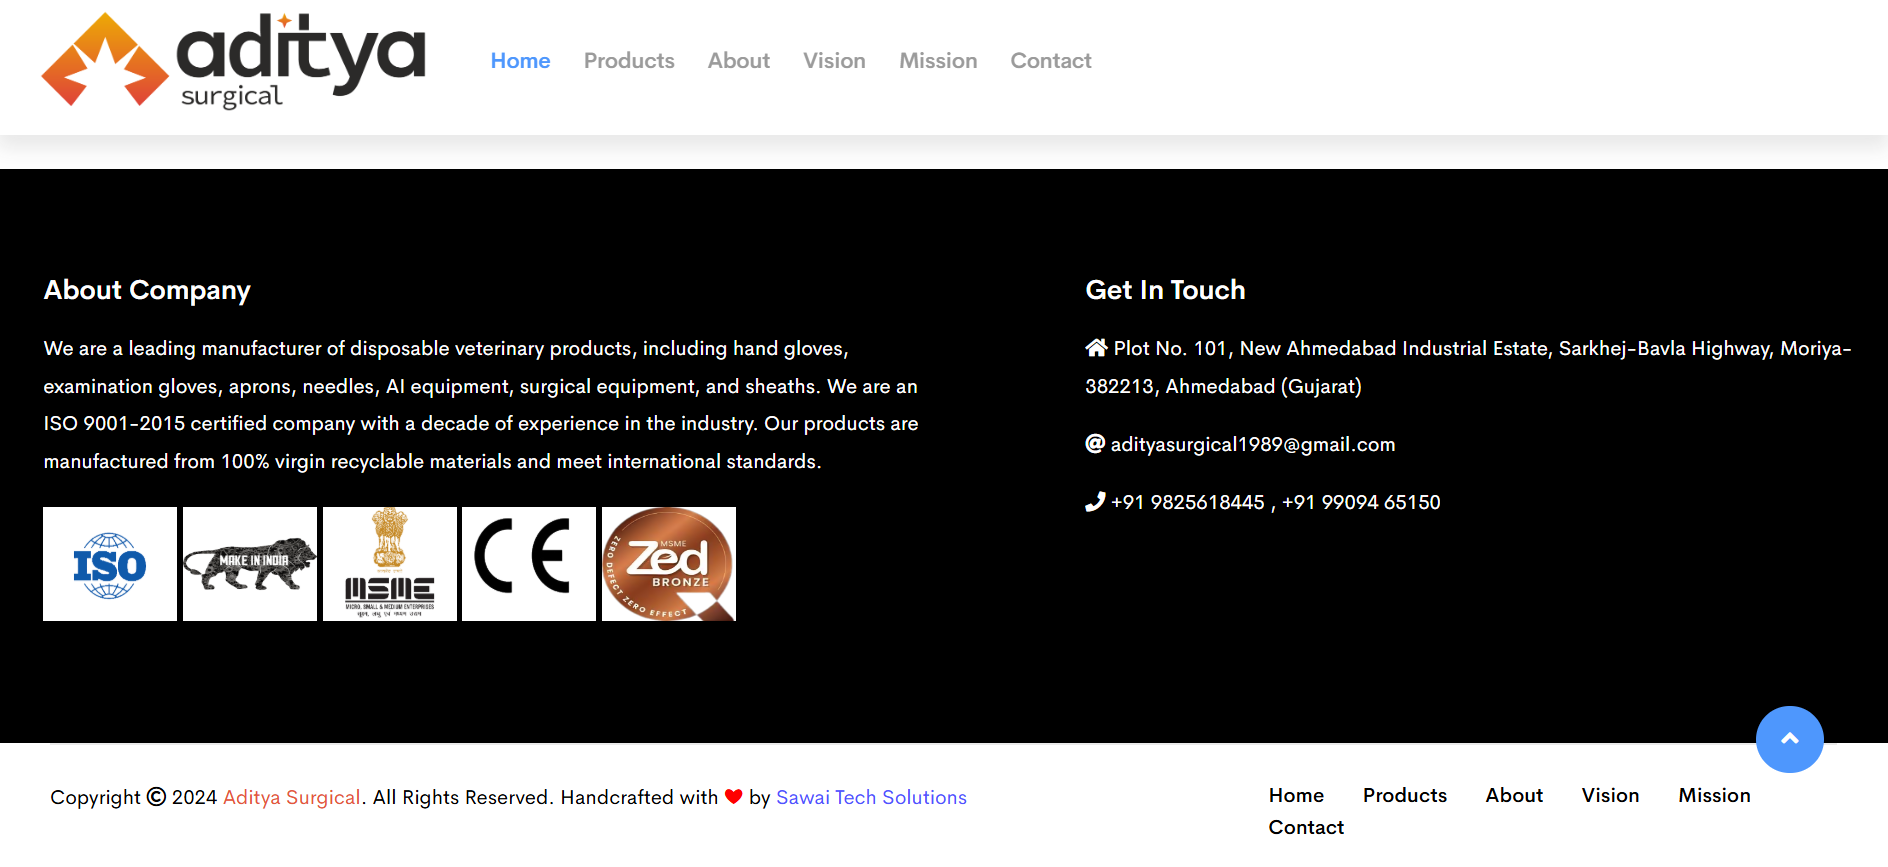 aditya
surgical
Home Products About Vision Mission Contact
About Company
We are a leading manufacturer of disposable veterinary products, including hand gloves,
examination gloves, aprons, needles, AI equipment, surgical equipment, and sheaths. We are an
ISO 9001-2015 certified company with a decade of experience in the industry. Our products are
manufactured from 100% virgin recyclable materials and meet international standards.
ISO
MAKE IN INDIA
MSME
MICRO, SMALL & MEDIUM ENTERPRISES
सूक्ष्म, लघु एवं मध्यम उद्यम
CE
MSME
Zed
BRONZE
ZERO DEFECT ZERO EFFECT
Get In Touch
Plot No. 101, New Ahmedabad Industrial Estate, Sarkhej-Bavla Highway, Moriya-
382213, Ahmedabad (Gujarat)
adityasurgical1989@gmail.com
+91 9825618445 , +91 99094 65150
Copyright © 2024 Aditya Surgical. All Rights Reserved. Handcrafted with ❤ by Sawai Tech Solutions
Home Products About Vision Mission
Contact